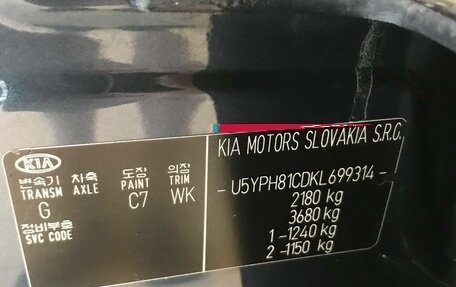 KIA
변속기 차축 도장 의장
TRANSM AXLE PAINT TRIM
G C7 WK
정비부호
SVC CODE
KIA MOTORS SLOVAKIA S.R.O.
- U5YPH81CDKL699314 -
2180 kg
3680 kg
1 - 1240 kg
2 - 1150 kg